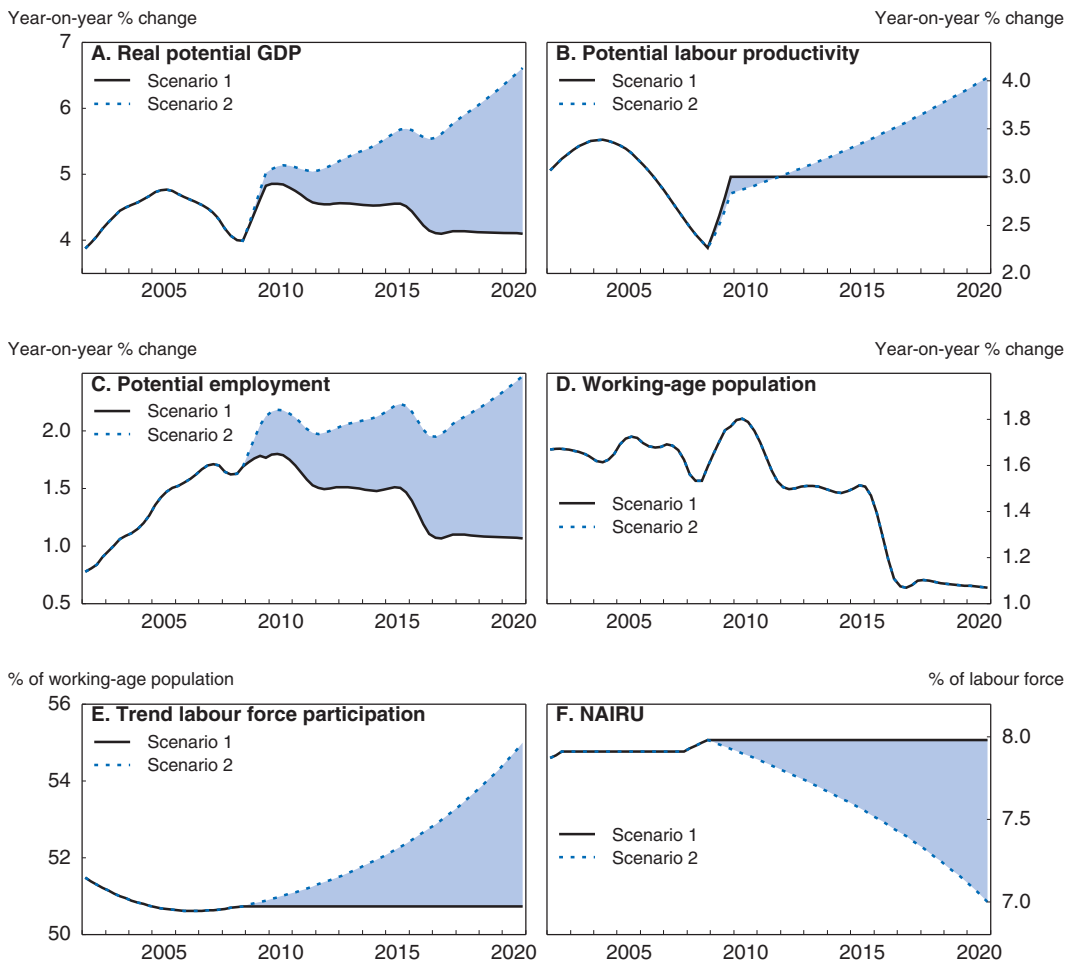 Year-on-year % change
Year-on-year % change
A. Real potential GDP
Scenario 1
Scenario 2
7
6
5
4
2005 2010 2015 2020
B. Potential labour productivity
Scenario 1
Scenario 2
4.0
3.5
3.0
2.5
2.0
2005 2010 2015 2020
Year-on-year % change
Year-on-year % change
C. Potential employment
Scenario 1
Scenario 2
2.0
1.5
1.0
0.5
2005 2010 2015 2020
D. Working-age population
Scenario 1
Scenario 2
1.8
1.6
1.4
1.2
1.0
2005 2010 2015 2020
% of working-age population
% of labour force
E. Trend labour force participation
Scenario 1
Scenario 2
56
54
52
50
2005 2010 2015 2020
F. NAIRU
Scenario 1
Scenario 2
8.0
7.5
7.0
2005 2010 2015 2020